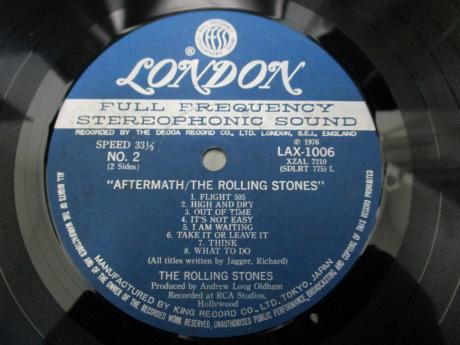 ®
LONDON
FULL FREQUENCY
STEREOPHONIC SOUND
RECORDED BY THE DECCA RECORD CO., LTD. LONDON, S.E.I., ENGLAND
SPEED 33⅓
NO. 2
(2 Sides)
℗ 1976
LAX-1006
XZAL 7210
(SDLBT 775) L
"AFTERMATH/THE ROLLING STONES"
1. FLIGHT 505
2. HIGH AND DRY
3. OUT OF TIME
4. IT'S NOT EASY
5. I AM WAITING
6. TAKE IT OR LEAVE IT
7. THINK
8. WHAT TO DO
(All titles written by Jagger, Richard)
THE ROLLING STONES
Produced by Andrew Loog Oldham
Recorded at RCA Studios,
Hollywood
MANUFACTURED BY KING RECORD CO., LTD. TOKYO, JAPAN
ALL RIGHTS OF THE MANUFACTURER AND OF THE OWNER OF THE RECORDED WORK RESERVED, UNAUTHORISED PUBLIC PERFORMANCE, BROADCASTING AND COPYING OF THIS RECORD PROHIBITED